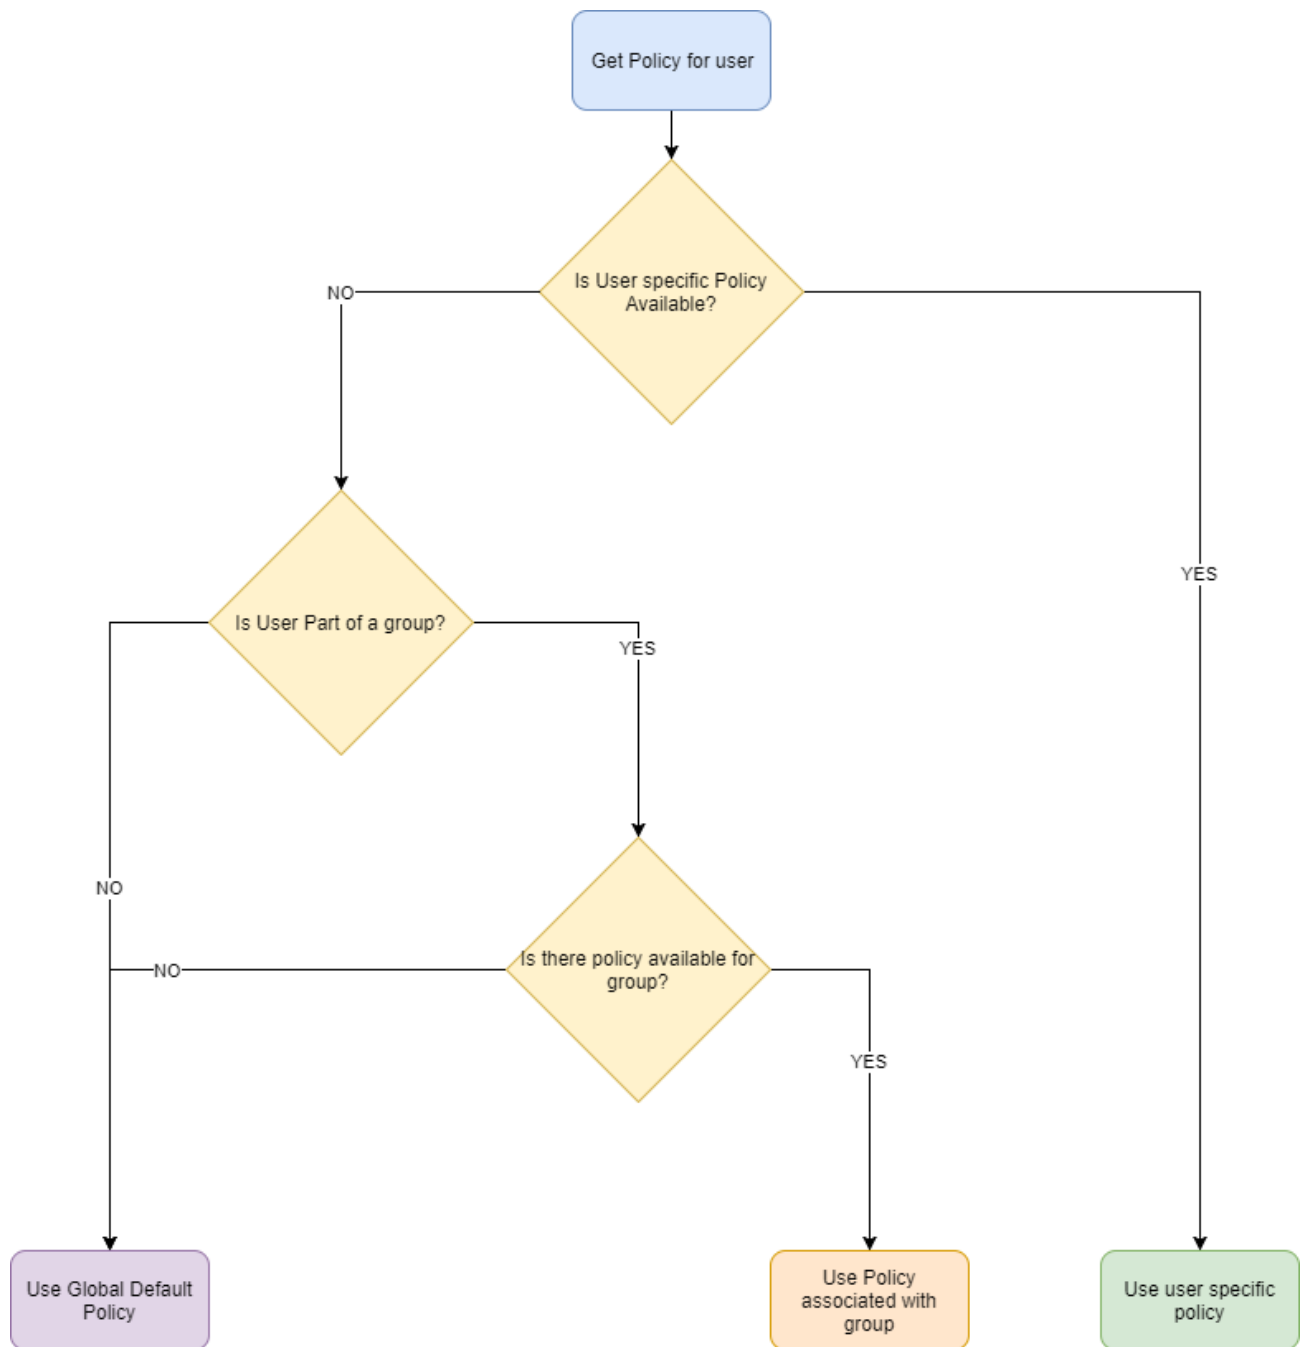 Get Policy for user
Is User specific Policy
Available?
NO
YES
Is User Part of a group?
YES
NO
Is there policy available for
group?
NO
YES
Use Global Default
Policy
Use Policy
associated with
group
Use user specific
policy